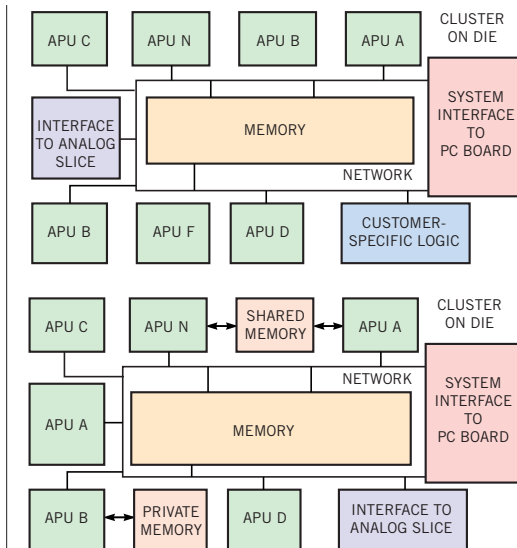 CLUSTER
ON DIE
APU C
APU N
APU B
APU A
SYSTEM
INTERFACE
TO
PC BOARD
INTERFACE
TO ANALOG
SLICE
MEMORY
NETWORK
APU B
APU F
APU D
CUSTOMER-
SPECIFIC LOGIC
CLUSTER
ON DIE
APU C
APU N
SHARED
MEMORY
APU A
NETWORK
SYSTEM
INTERFACE
TO
PC BOARD
APU A
MEMORY
APU B
PRIVATE
MEMORY
APU D
INTERFACE TO
ANALOG SLICE